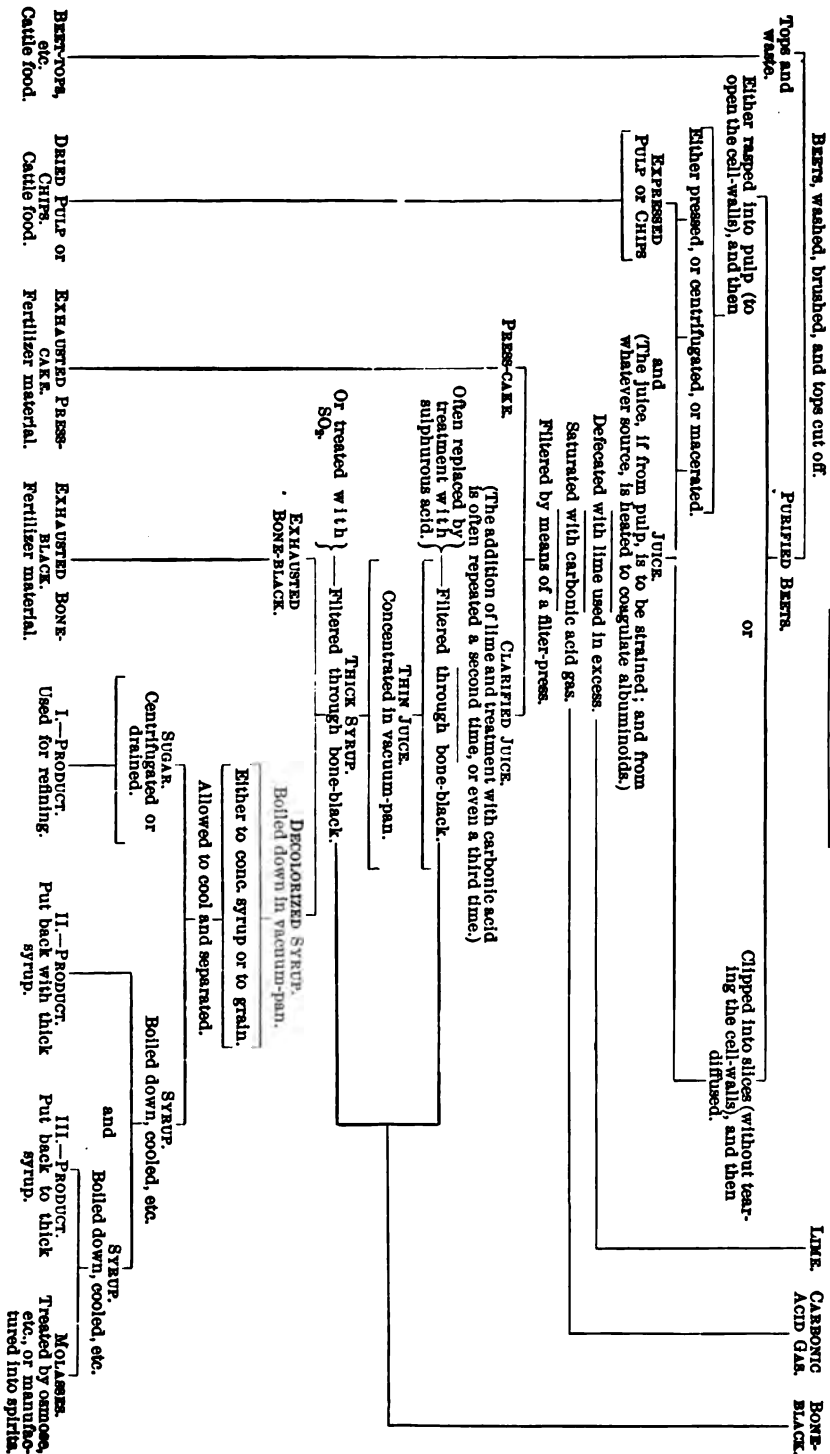 BEETS, washed, brushed, and tops cut off.
LIME.
CARBONIC
ACID GAS.
BONE-
BLACK.
Tops and
waste.
PURIFIED BEETS.
Either rasped into pulp (to
open the cell-walls), and then
or
Clipped into slices (without tear-
ing the cell-walls), and then
diffused.
Either pressed, or centrifugated, or macerated.
EXPRESSED
PULP OR CHIPS
and
JUICE.
(The juice, if from pulp, is to be strained; and from
whatever source, is heated to coagulate albuminoids.)
Defecated with lime used in excess.
Saturated with carbonic acid gas.
Filtered by means of a filter-press.
PRESS-CAKE.
CLARIFIED JUICE.
(The addition of lime and treatment with carbonic acid
is often repeated a second time, or even a third time.)
Often replaced by
treatment with
sulphurous acid.
Filtered through bone-black.
THIN JUICE.
Concentrated in vacuum-pan.
THICK SYRUP.
Or treated with
SO₂.
Filtered through bone-black.
EXHAUSTED
BONE-BLACK.
DECOLORIZED SYRUP.
Boiled down in vacuum-pan.
Either to conc. syrup or to grain.
Allowed to cool and separated.
SUGAR.
Centrifugated or
drained.
SYRUP.
Boiled down, cooled, etc.
and
SYRUP.
Boiled down, cooled, etc.
BEET-TOPS,
etc.
Cattle food.
DRIED PULP OR
CHIPS.
Cattle food.
EXHAUSTED PRESS-
CAKE.
Fertilizer material.
EXHAUSTED BONE-
BLACK.
Fertilizer material.
I.—PRODUCT.
Used for refining.
II.—PRODUCT.
Put back with thick
syrup.
III.—PRODUCT.
Put back to thick
syrup.
MOLASSES.
Treated by osmose,
etc., or manufac-
tured into spirits.